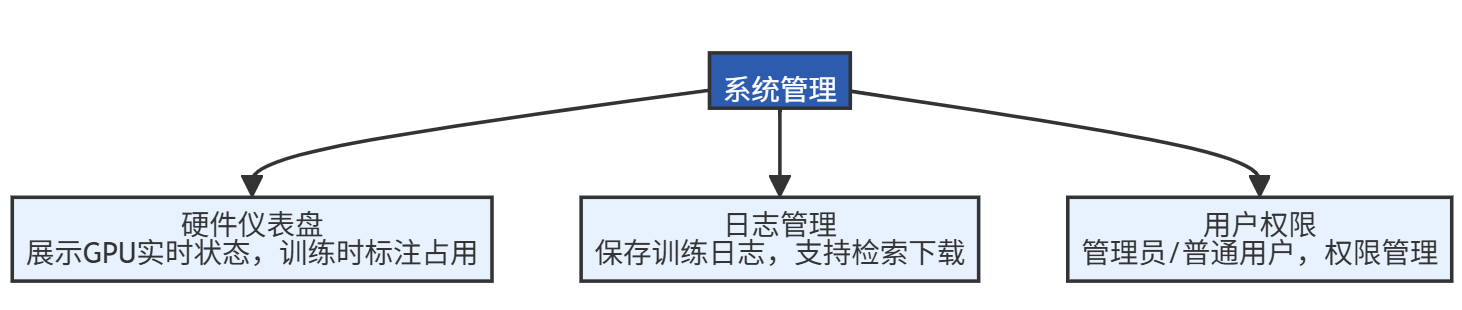 系统管理
硬件仪表盘
展示GPU实时状态，训练时标注占用
日志管理
保存训练日志，支持检索下载
用户权限
管理员/普通用户，权限管理